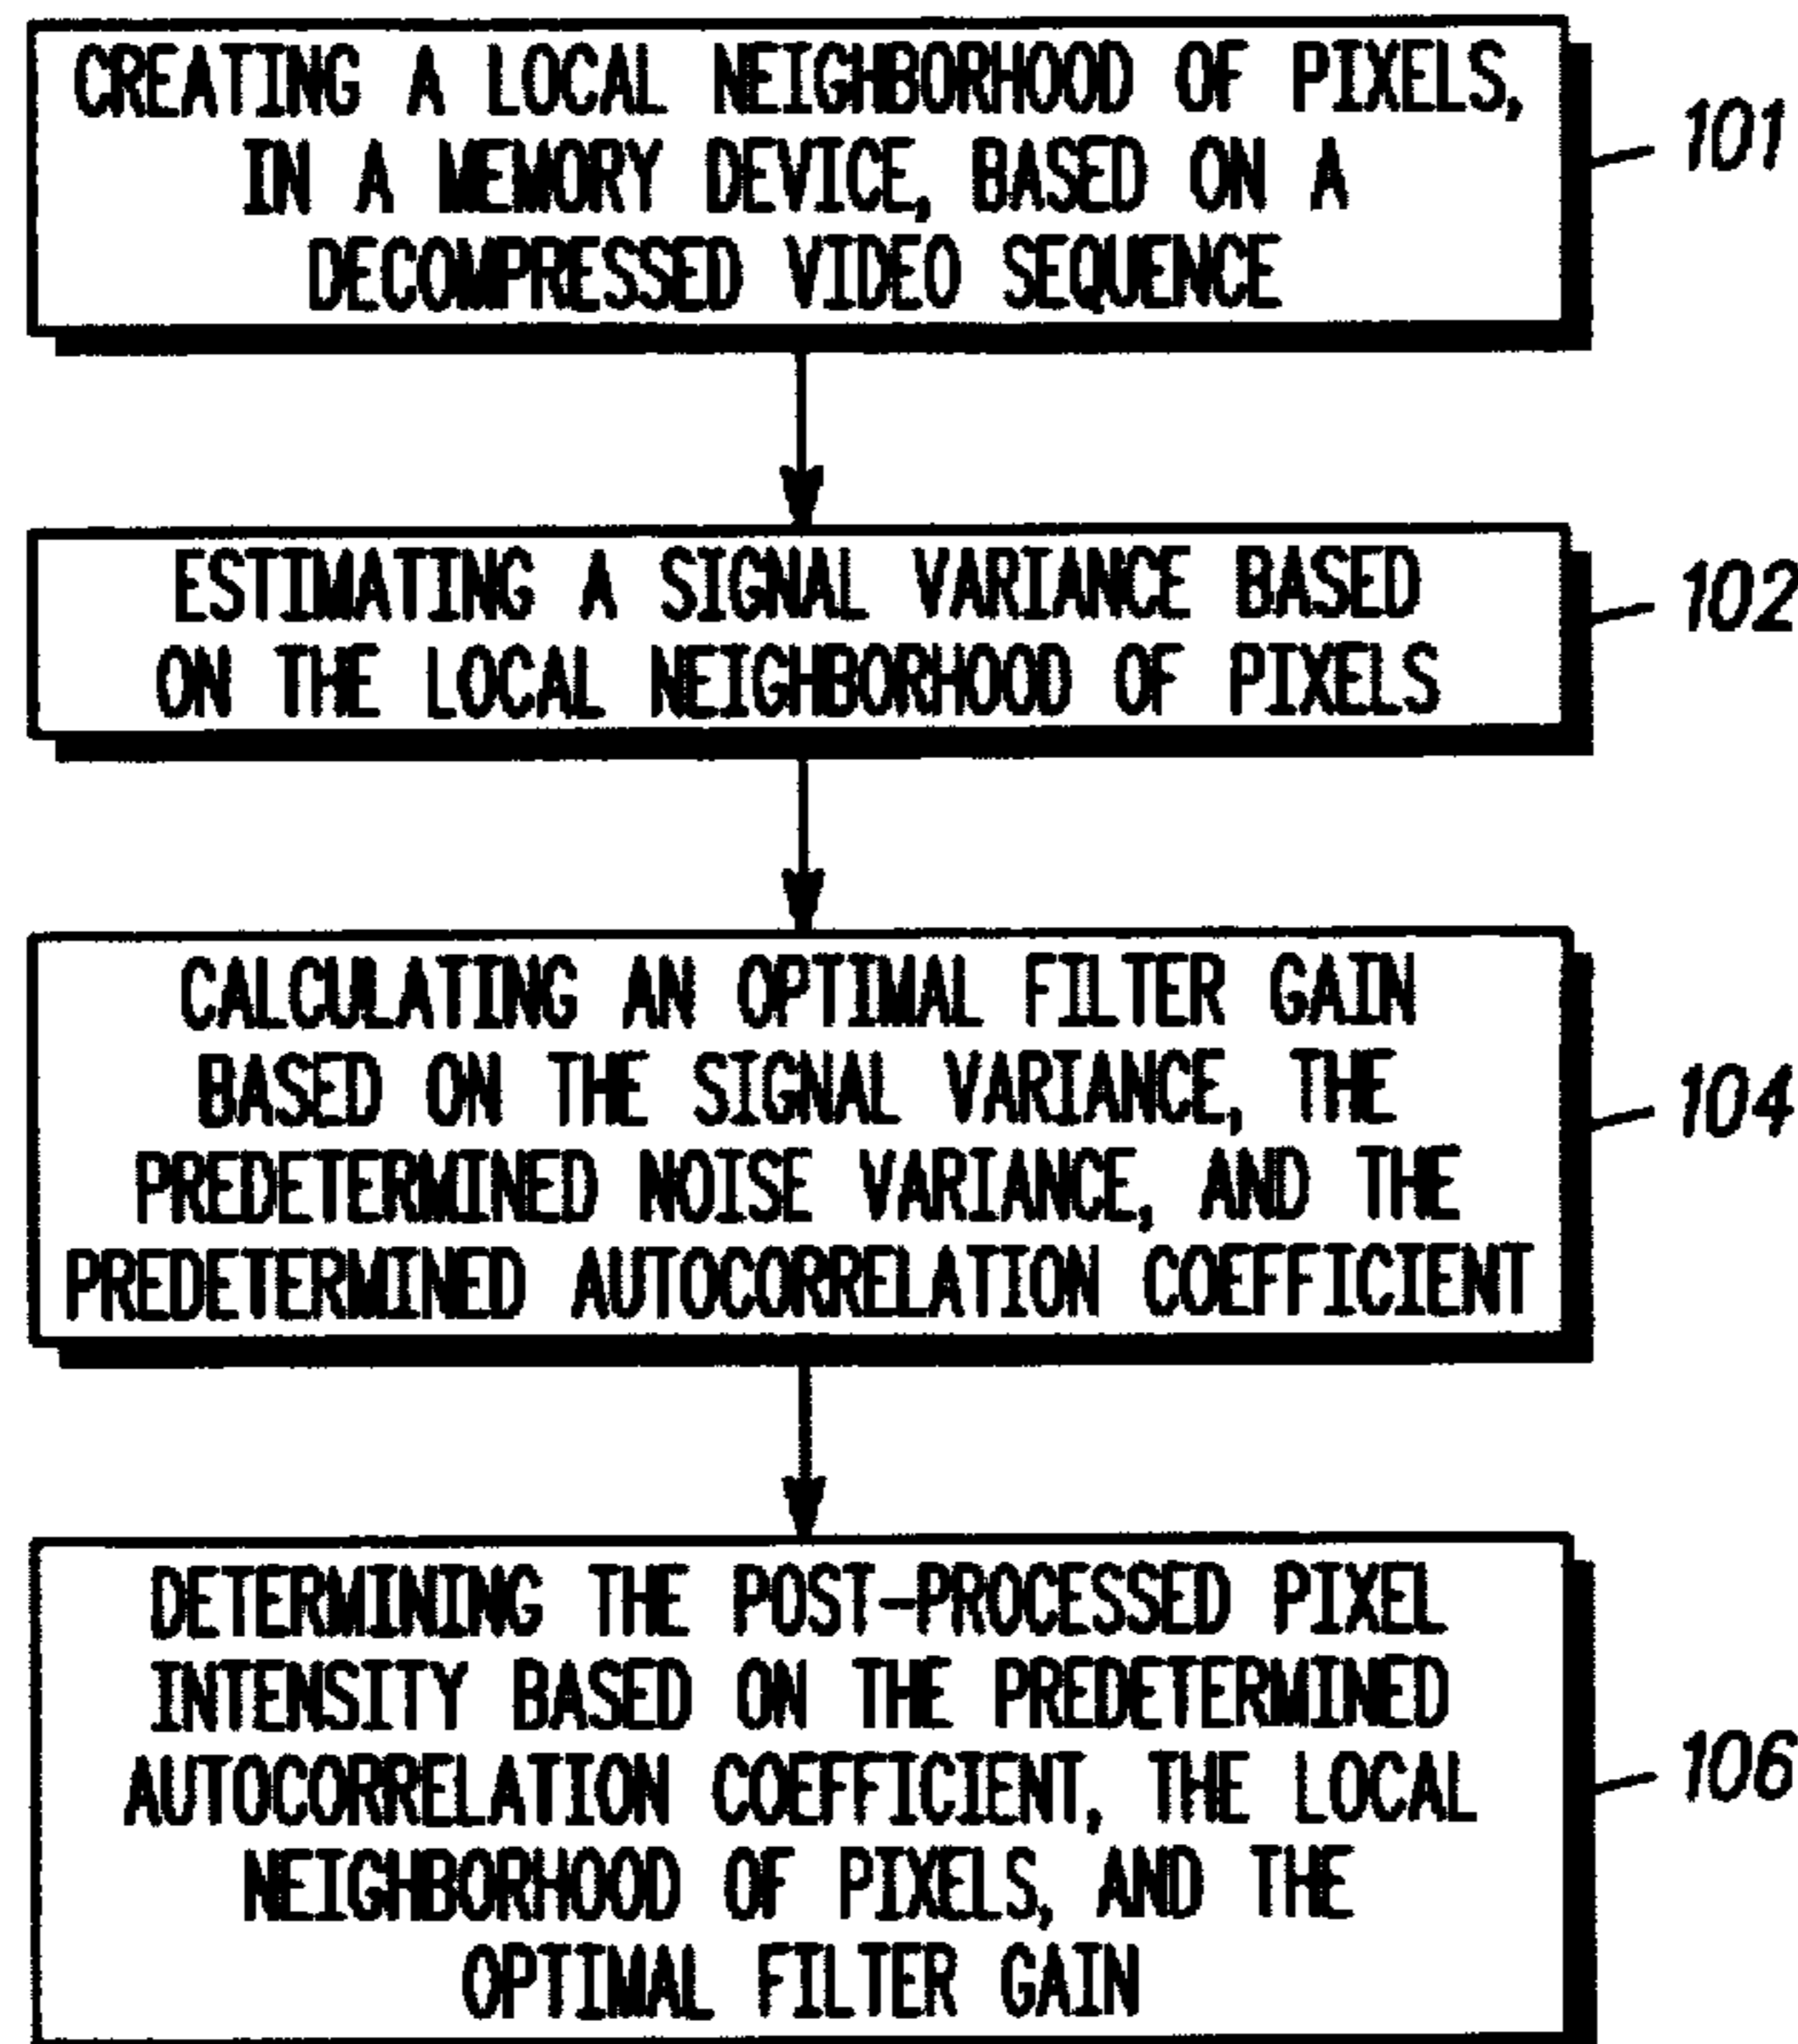 CREATING A LOCAL NEIGHBORHOOD OF PIXELS,
IN A MEMORY DEVICE, BASED ON A
DECOMPRESSED VIDEO SEQUENCE
101
ESTIMATING A SIGNAL VARIANCE BASED
ON THE LOCAL NEIGHBORHOOD OF PIXELS
102
CALCULATING AN OPTIMAL FILTER GAIN
BASED ON THE SIGNAL VARIANCE, THE
PREDETERMINED NOISE VARIANCE, AND THE
PREDETERMINED AUTOCORRELATION COEFFICIENT
104
DETERMINING THE POST-PROCESSED PIXEL
INTENSITY BASED ON THE PREDETERMINED
AUTOCORRELATION COEFFICIENT, THE LOCAL
NEIGHBORHOOD OF PIXELS, AND THE
OPTIMAL FILTER GAIN
106